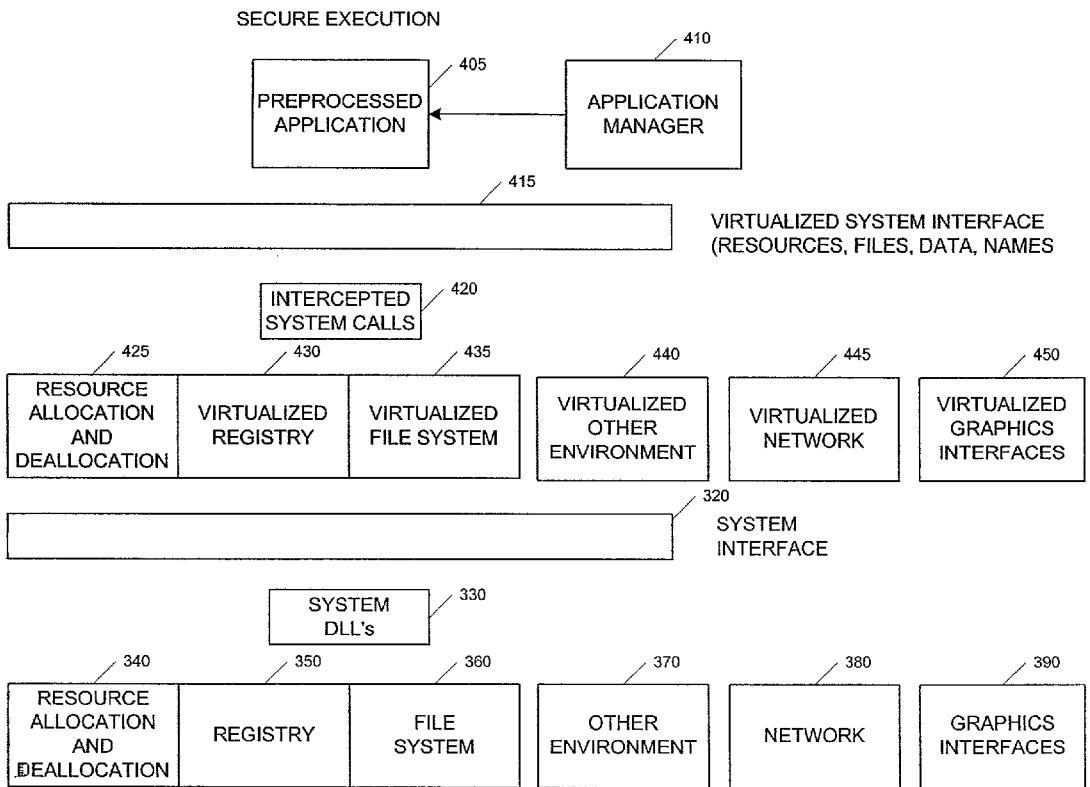 SECURE EXECUTION
405
410
PREPROCESSED
APPLICATION
APPLICATION
MANAGER
415
VIRTUALIZED SYSTEM INTERFACE
(RESOURCES, FILES, DATA, NAMES
INTERCEPTED
SYSTEM CALLS
420
425
430
435
440
445
450
RESOURCE
ALLOCATION
AND
DEALLOCATION
VIRTUALIZED
REGISTRY
VIRTUALIZED
FILE SYSTEM
VIRTUALIZED
OTHER
ENVIRONMENT
VIRTUALIZED
NETWORK
VIRTUALIZED
GRAPHICS
INTERFACES
320
SYSTEM
INTERFACE
SYSTEM
DLL's
330
340
350
360
370
380
390
RESOURCE
ALLOCATION
AND
DEALLOCATION
REGISTRY
FILE
SYSTEM
OTHER
ENVIRONMENT
NETWORK
GRAPHICS
INTERFACES